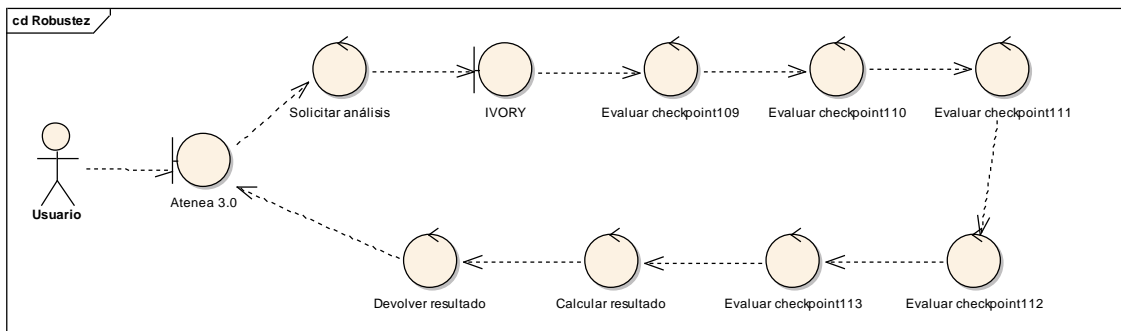 cd Robustez
Solicitar análisis
IVORY
Evaluar checkpoint109
Evaluar checkpoint110
Evaluar checkpoint111
Usuario
Atenea 3.0
Devolver resultado
Calcular resultado
Evaluar checkpoint113
Evaluar checkpoint112